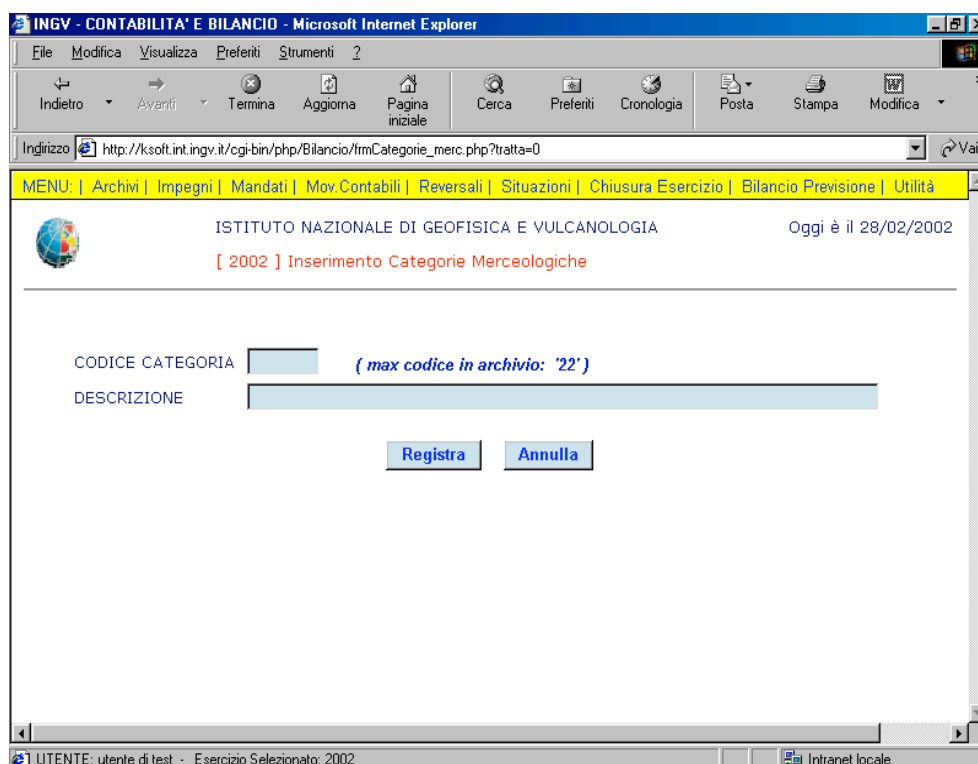 INGV - CONTABILITA' E BILANCIO - Microsoft Internet Explorer
File Modifica Visualizza Preferiti Strumenti ?
Indietro Avanti Termina Aggiorna Pagina iniziale Cerca Preferiti Cronologia Posta Stampa Modifica
Indirizzo http://ksoft.int.ingv.it/cgi-bin/php/Bilancio/frmCategorie_merc.php?tratta=0 Vai
MENU: | Archivi | Impegni | Mandati | Mov.Contabili | Reversali | Situazioni | Chiusura Esercizio | Bilancio Previsione | Utilità
ISTITUTO NAZIONALE DI GEOFISICA E VULCANOLOGIA Oggi è il 28/02/2002
[ 2002 ] Inserimento Categorie Merceologiche
CODICE CATEGORIA ( max codice in archivio: '22' )
DESCRIZIONE
Registra Annulla
UTENTE: utente di test - Esercizio Selezionato: 2002 Intranet locale